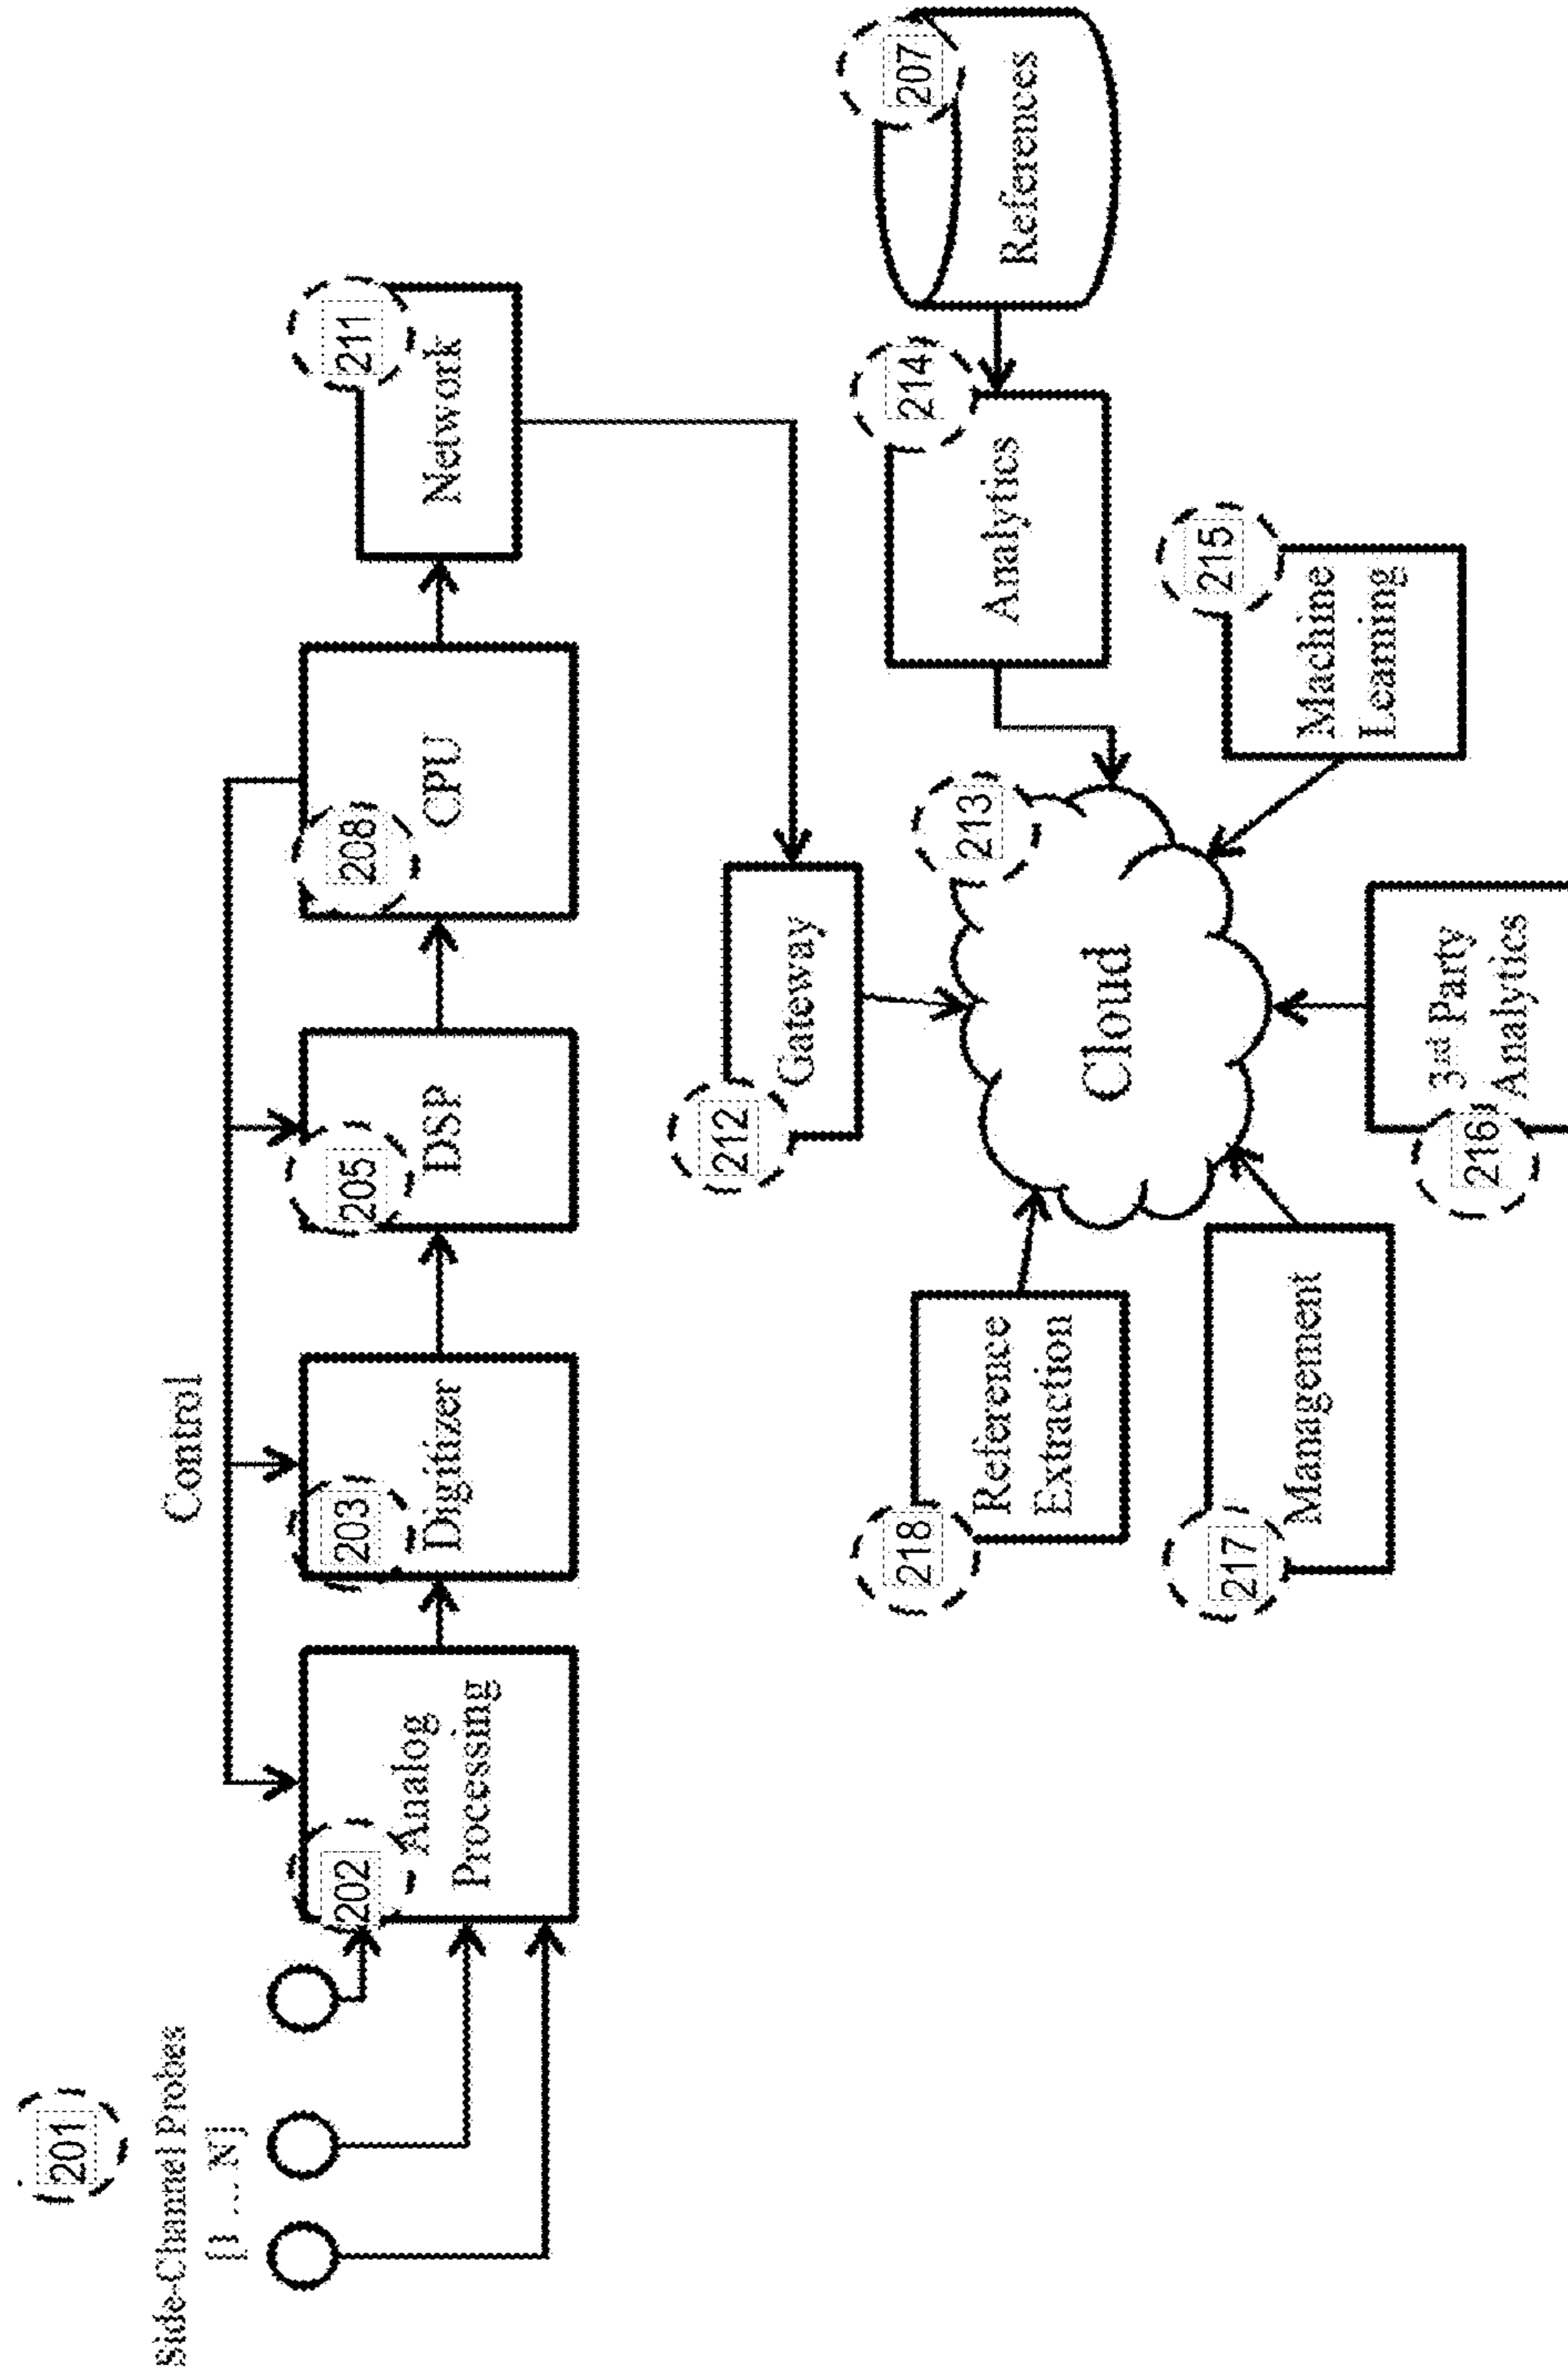 201
Side-Channel Probes
[1 ... N]
Control
202
Analog
Processing
203
Digitizer
205
DSP
208
CPU
211
Network
212
Gateway
213
Cloud
214
Analytics
207
References
218
Reference
Extraction
217
Management
216
3rd Party
Analytics
215
Machine
Learning